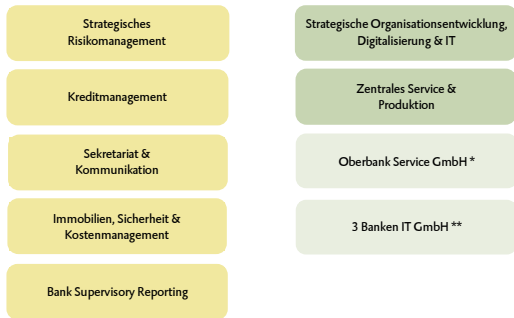 Strategisches
Risikomanagement
Kreditmanagement
Sekretariat &
Kommunikation
Immobilien, Sicherheit &
Kostenmanagement
Bank Supervisory Reporting
Strategische Organisationsentwicklung,
Digitalisierung & IT
Zentrales Service &
Produktion
Oberbank Service GmbH *
3 Banken IT GmbH **